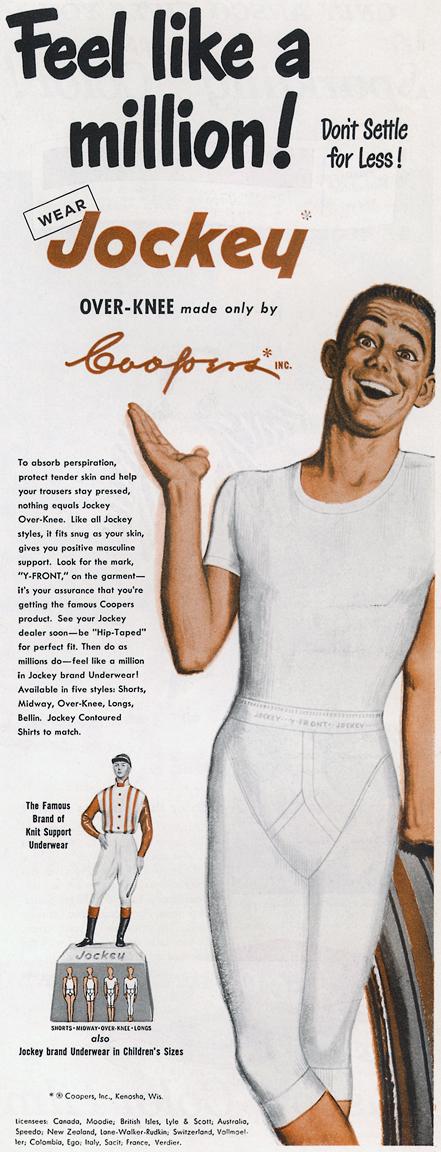 Feel like a
million!
Don't Settle
for Less!
WEAR
Jockey*
OVER-KNEE made only by
Coopers* INC.
To absorb perspiration,
protect tender skin and help
your trousers stay pressed,
nothing equals Jockey
Over-Knee. Like all Jockey
styles, it fits snug as your skin,
gives you positive masculine
support. Look for the mark,
"Y-FRONT," on the garment—
it's your assurance that you're
getting the famous Coopers
product. See your Jockey
dealer soon—be "Hip-Taped"
for perfect fit. Then do as
millions do—feel like a million
in Jockey brand Underwear!
Available in five styles: Shorts,
Midway, Over-Knee, Longs,
Bellin. Jockey Contoured
Shirts to match.
JOCKEY Y-FRONT JOCKEY
The Famous
Brand of
Knit Support
Underwear
Jockey
SHORTS • MIDWAY • OVER-KNEE • LONGS
also
Jockey brand Underwear in Children's Sizes
* ® Coopers, Inc., Kenosha, Wis.
Licensees: Canada, Moodie; British Isles, Lyle & Scott; Australia,
Speedo; New Zealand, Lane-Walker-Rudkin; Switzerland, Vollmoel-
ler; Colombia, Ego; Italy, Sacit; France, Verdier.